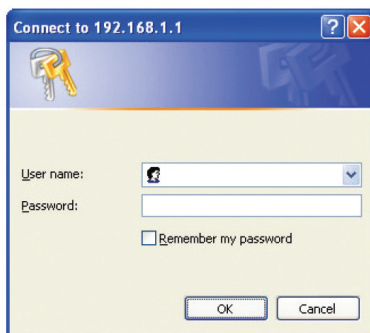 Connect to 192.168.1.1
?
User name:
Password:
Remember my password
OK
Cancel